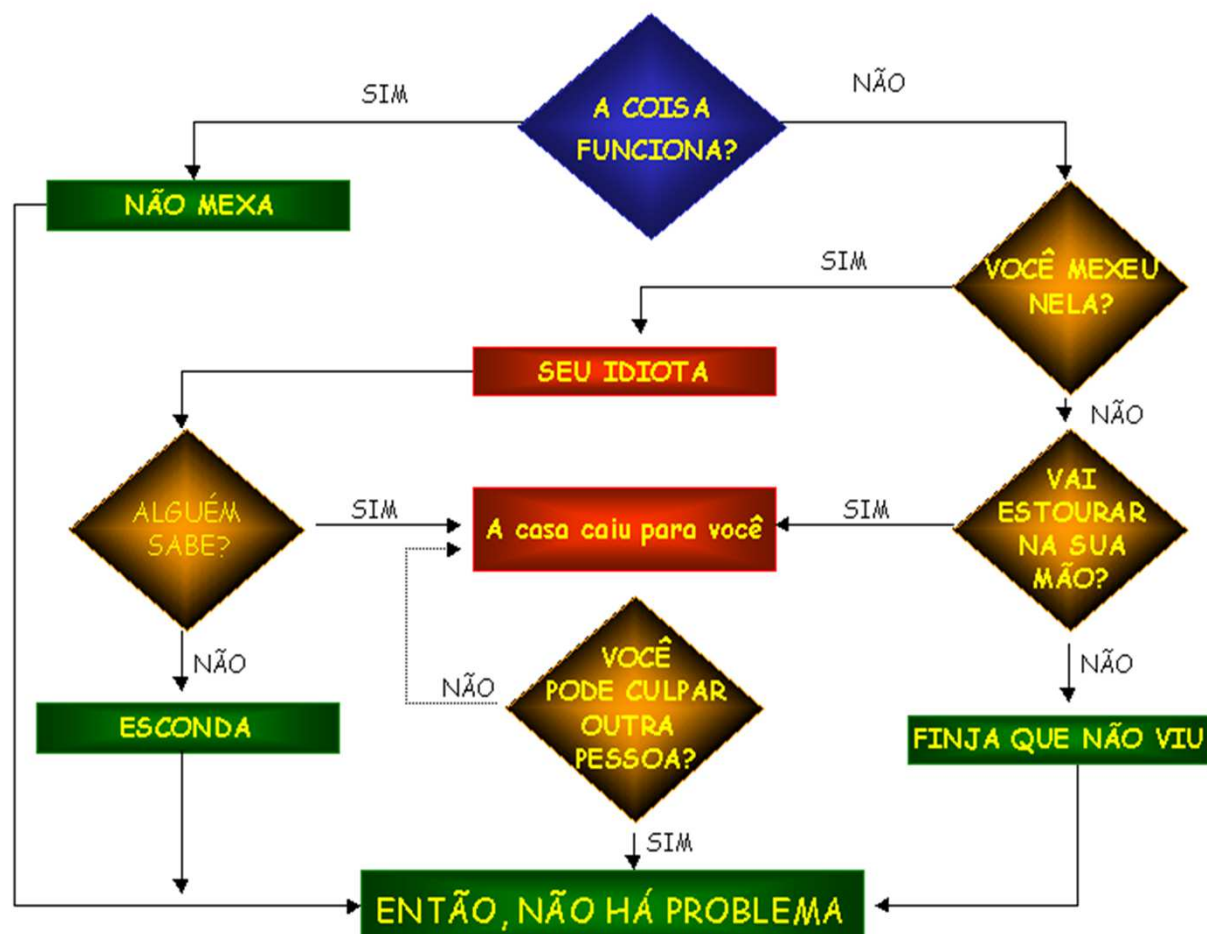 SIM
NÃO
A COISA
FUNCIONA?
NÃO MEXA
SIM
VOCÊ MEXEU
NELA?
SEU IDIOTA
NÃO
ALGUÉM
SABE?
SIM
A casa caiu para você
SIM
VAI
ESTOURAR
NA SUA
MÃO?
NÃO
ESCONDA
NÃO
VOCÊ
PODE CULPAR
OUTRA
PESSOA?
NÃO
FINJA QUE NÃO VIU
SIM
ENTÃO, NÃO HÁ PROBLEMA